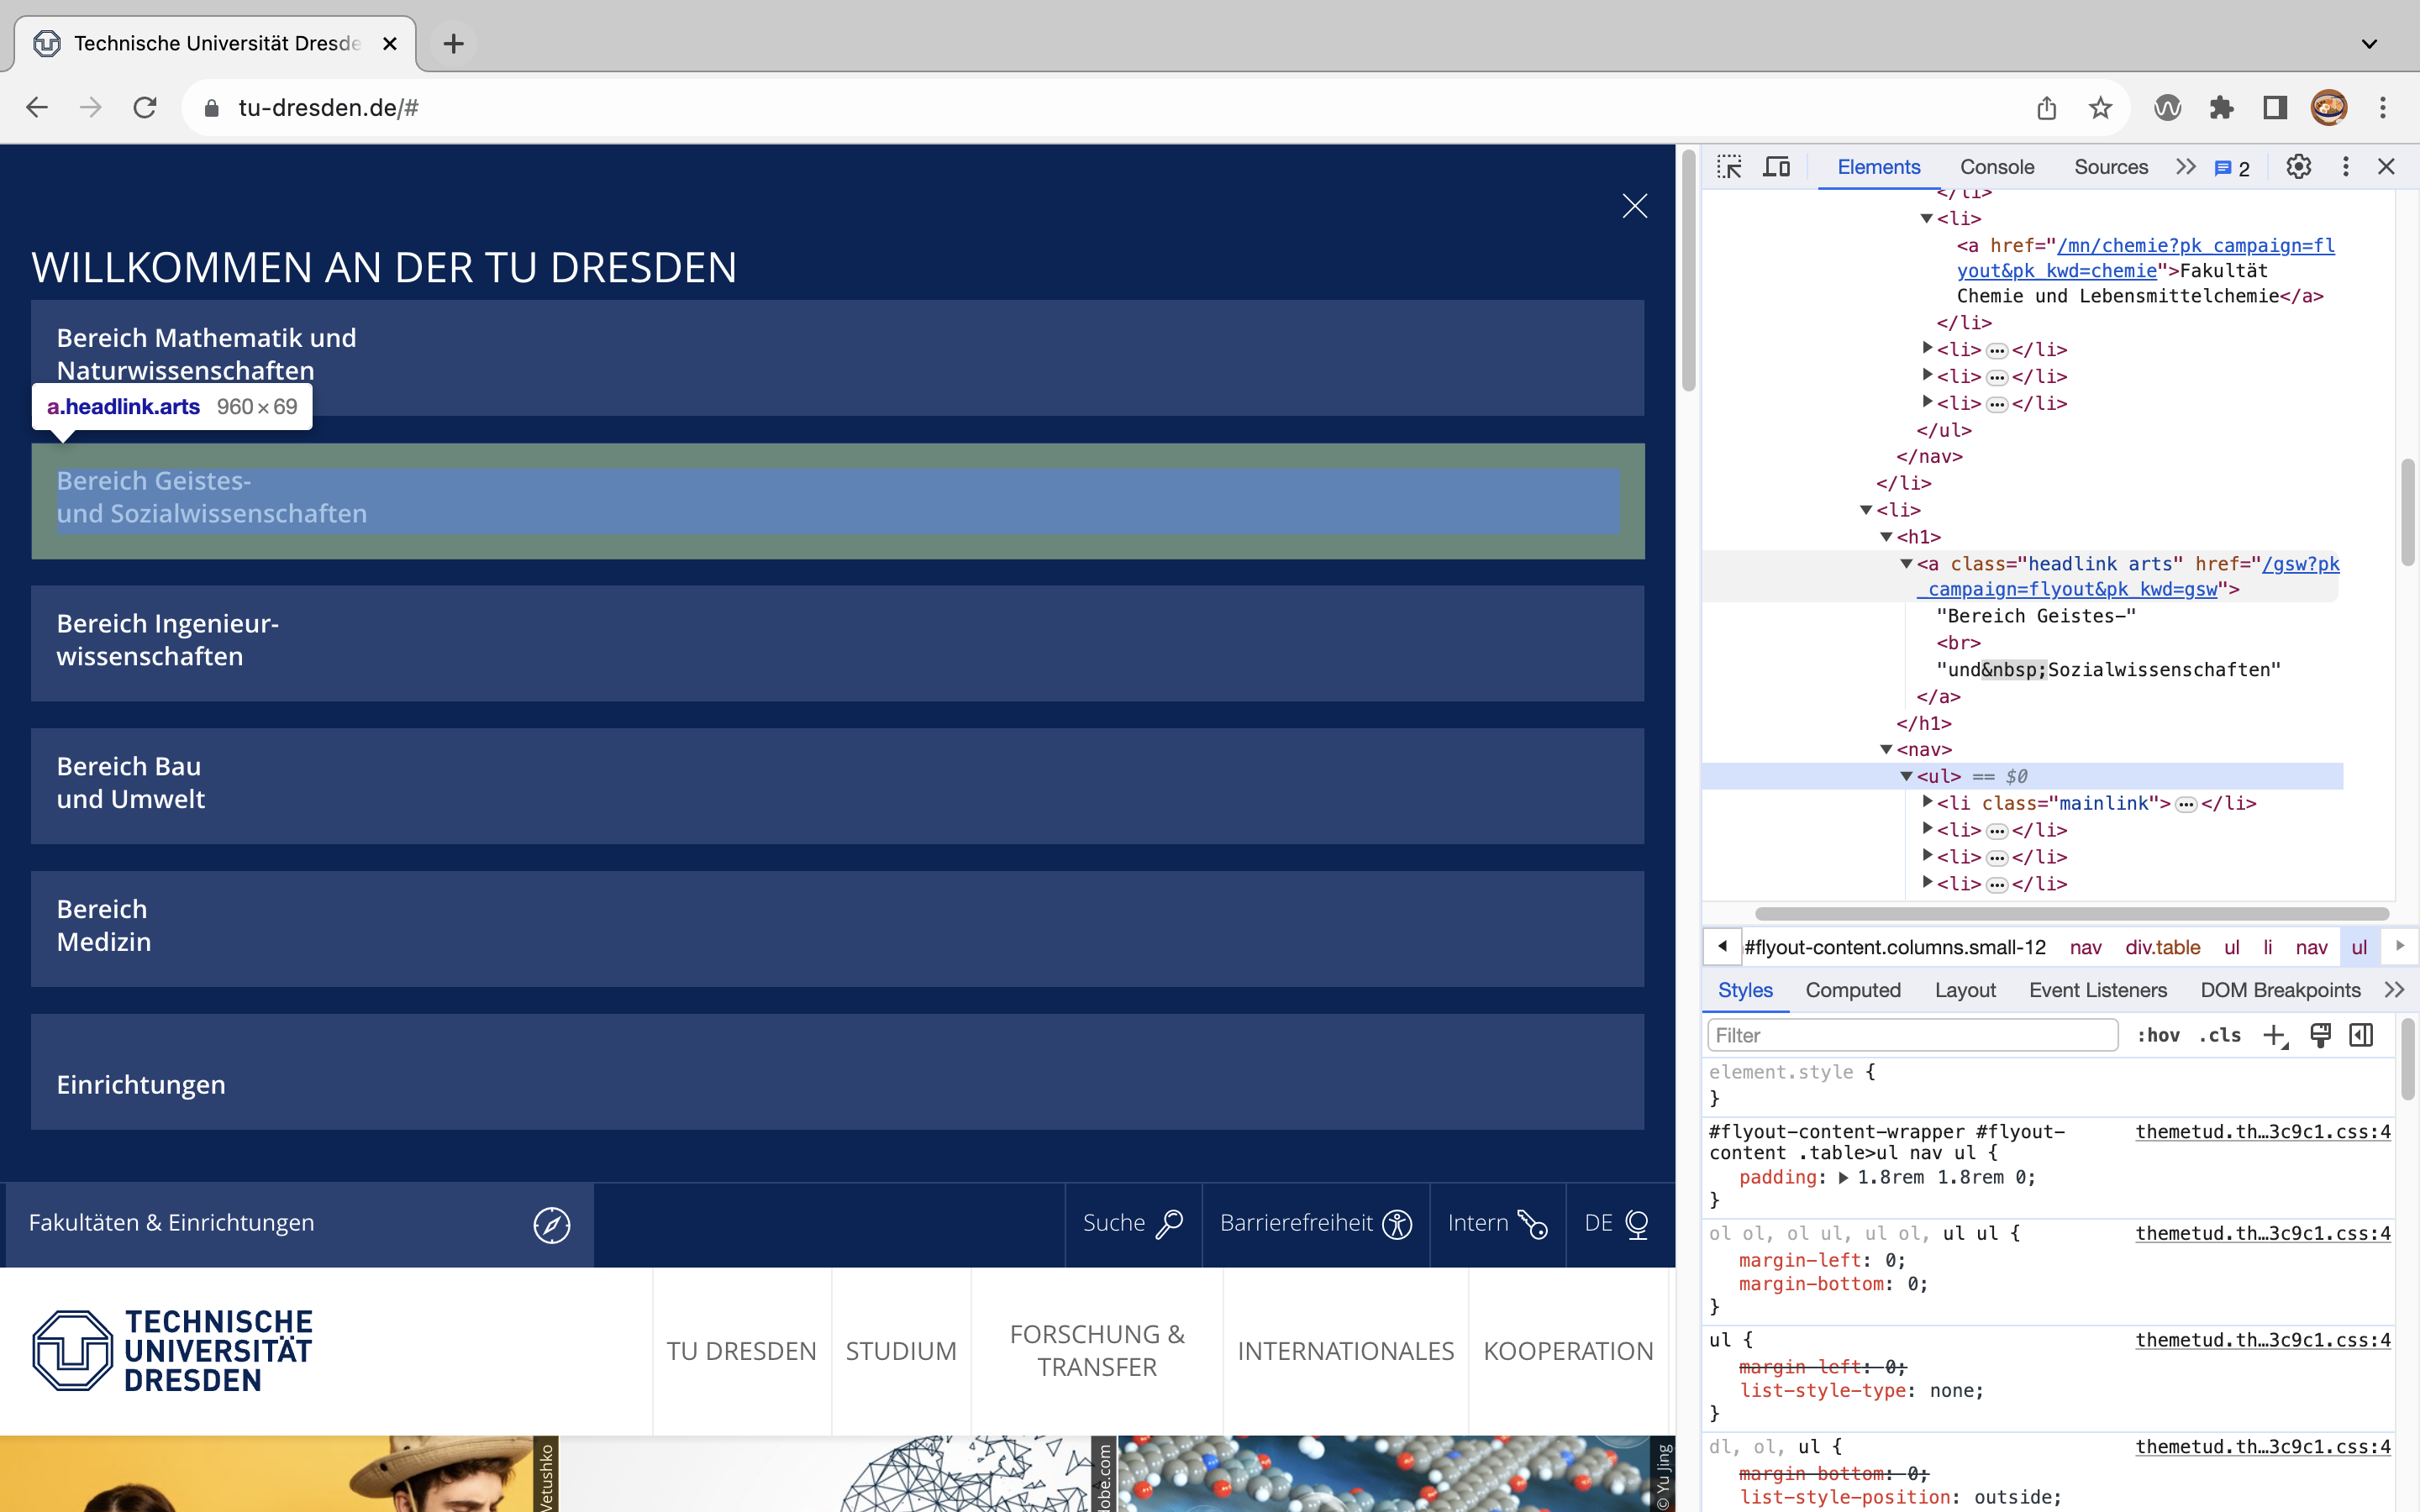 Technische Universität Dresde
tu-dresden.de/#
WILLKOMMEN AN DER TU DRESDEN
Bereich Mathematik und
Naturwissenschaften
a.headlink.arts 960×69
Bereich Geistes-
und Sozialwissenschaften
Bereich Ingenieur-
wissenschaften
Bereich Bau
und Umwelt
Bereich
Medizin
Einrichtungen
Fakultäten & Einrichtungen
Suche
Barrierefreiheit
Intern
DE
TECHNISCHE
UNIVERSITÄT
DRESDEN
TU DRESDEN
STUDIUM
FORSCHUNG &
TRANSFER
INTERNATIONALES
KOOPERATION
Vetushko
obe.com
© Yu Jing
Elements Console Sources 2
</li>
<li>
<a href="/mn/chemie?pk_campaign=fl
yout&pk_kwd=chemie">Fakultät
Chemie und Lebensmittelchemie</a>
</li>
<li>…</li>
<li>…</li>
<li>…</li>
</ul>
</nav>
</li>
<li>
<h1>
<a class="headlink arts" href="/gsw?pk
_campaign=flyout&pk_kwd=gsw">
"Bereich Geistes-"
<br>
"und&nbsp;Sozialwissenschaften"
</a>
</h1>
<nav>
<ul> == $0
<li class="mainlink">…</li>
<li>…</li>
<li>…</li>
<li>…</li>
#flyout-content.columns.small-12 nav div.table ul li nav ul
Styles Computed Layout Event Listeners DOM Breakpoints
Filter :hov .cls
element.style {
}
#flyout-content-wrapper #flyout- themetud.th…3c9c1.css:4
content .table>ul nav ul {
padding: 1.8rem 1.8rem 0;
}
ol ol, ol ul, ul ol, ul ul { themetud.th…3c9c1.css:4
margin-left: 0;
margin-bottom: 0;
}
ul { themetud.th…3c9c1.css:4
margin-left: 0;
list-style-type: none;
}
dl, ol, ul { themetud.th…3c9c1.css:4
margin-bottom: 0;
list-style-position: outside;